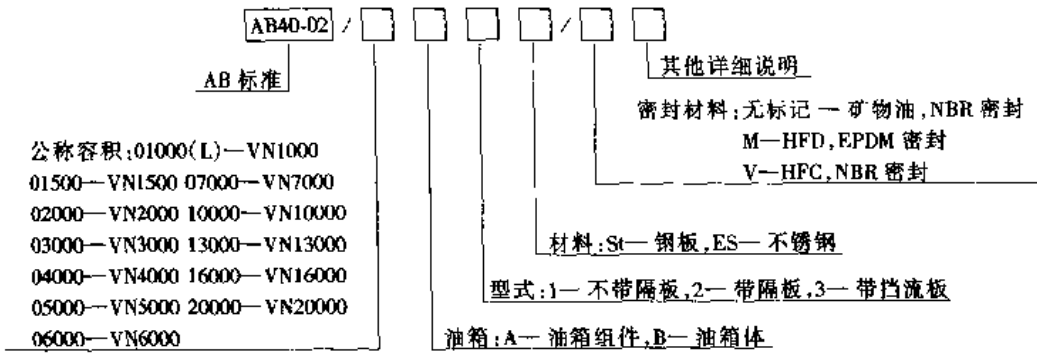 AB40-02 /□ □ □ □/□ □
其他详细说明
AB 标准
密封材料:无标记一矿物油,NBR 密封
M—HFD,EPDM 密封
V—HFC,NBR 密封
公称容积:01000(L)—VN1000
01500—VN1500 07000—VN7000
02000—VN2000 10000—VN10000
03000—VN3000 13000—VN13000
04000—VN4000 16000—VN16000
05000—VN5000 20000—VN20000
06000—VN6000
材料:St—钢板,ES—不锈钢
型式:1—不带隔板,2—带隔板,3—带挡流板
油箱:A—油箱组件,B—油箱体